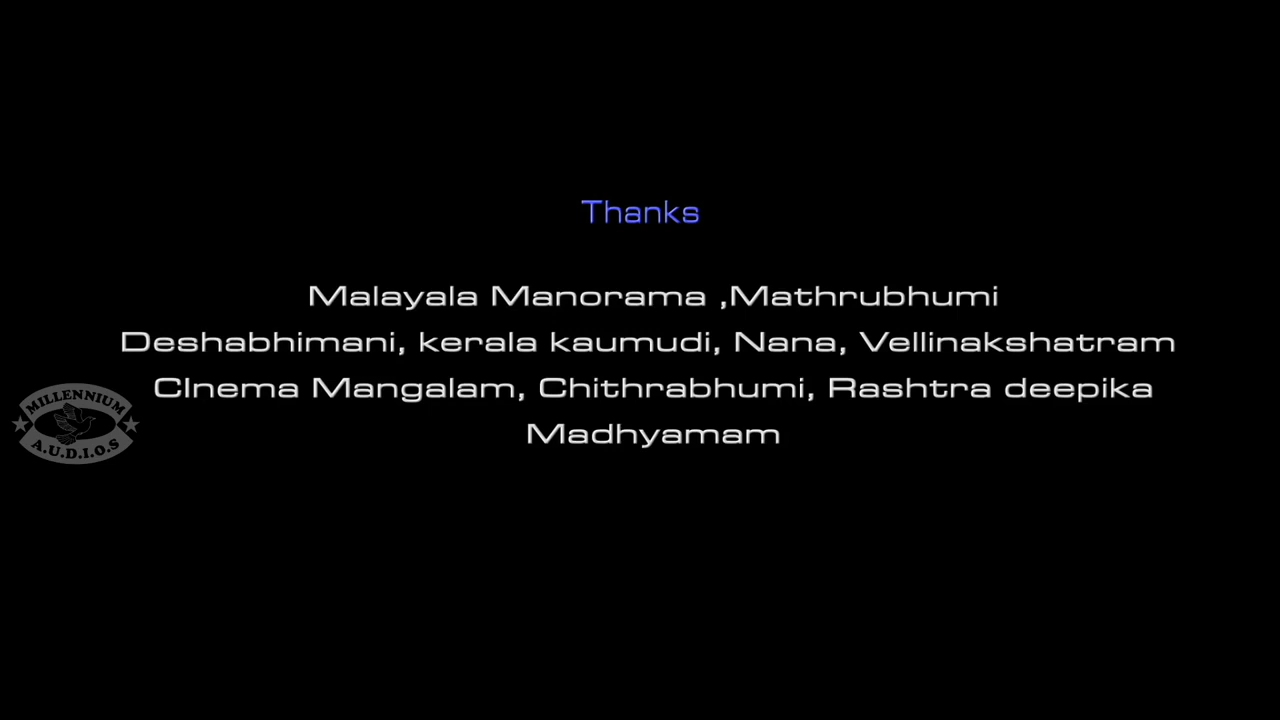 Thanks
Malayala Manorama ,Mathrubhumi
Deshabhimani, kerala kaumudi, Nana, Vellinakshatram
CInema Mangalam, Chithrabhumi, Rashtra deepika
Madhyamam
MILLENNIUM
A.U.D.I.O.S